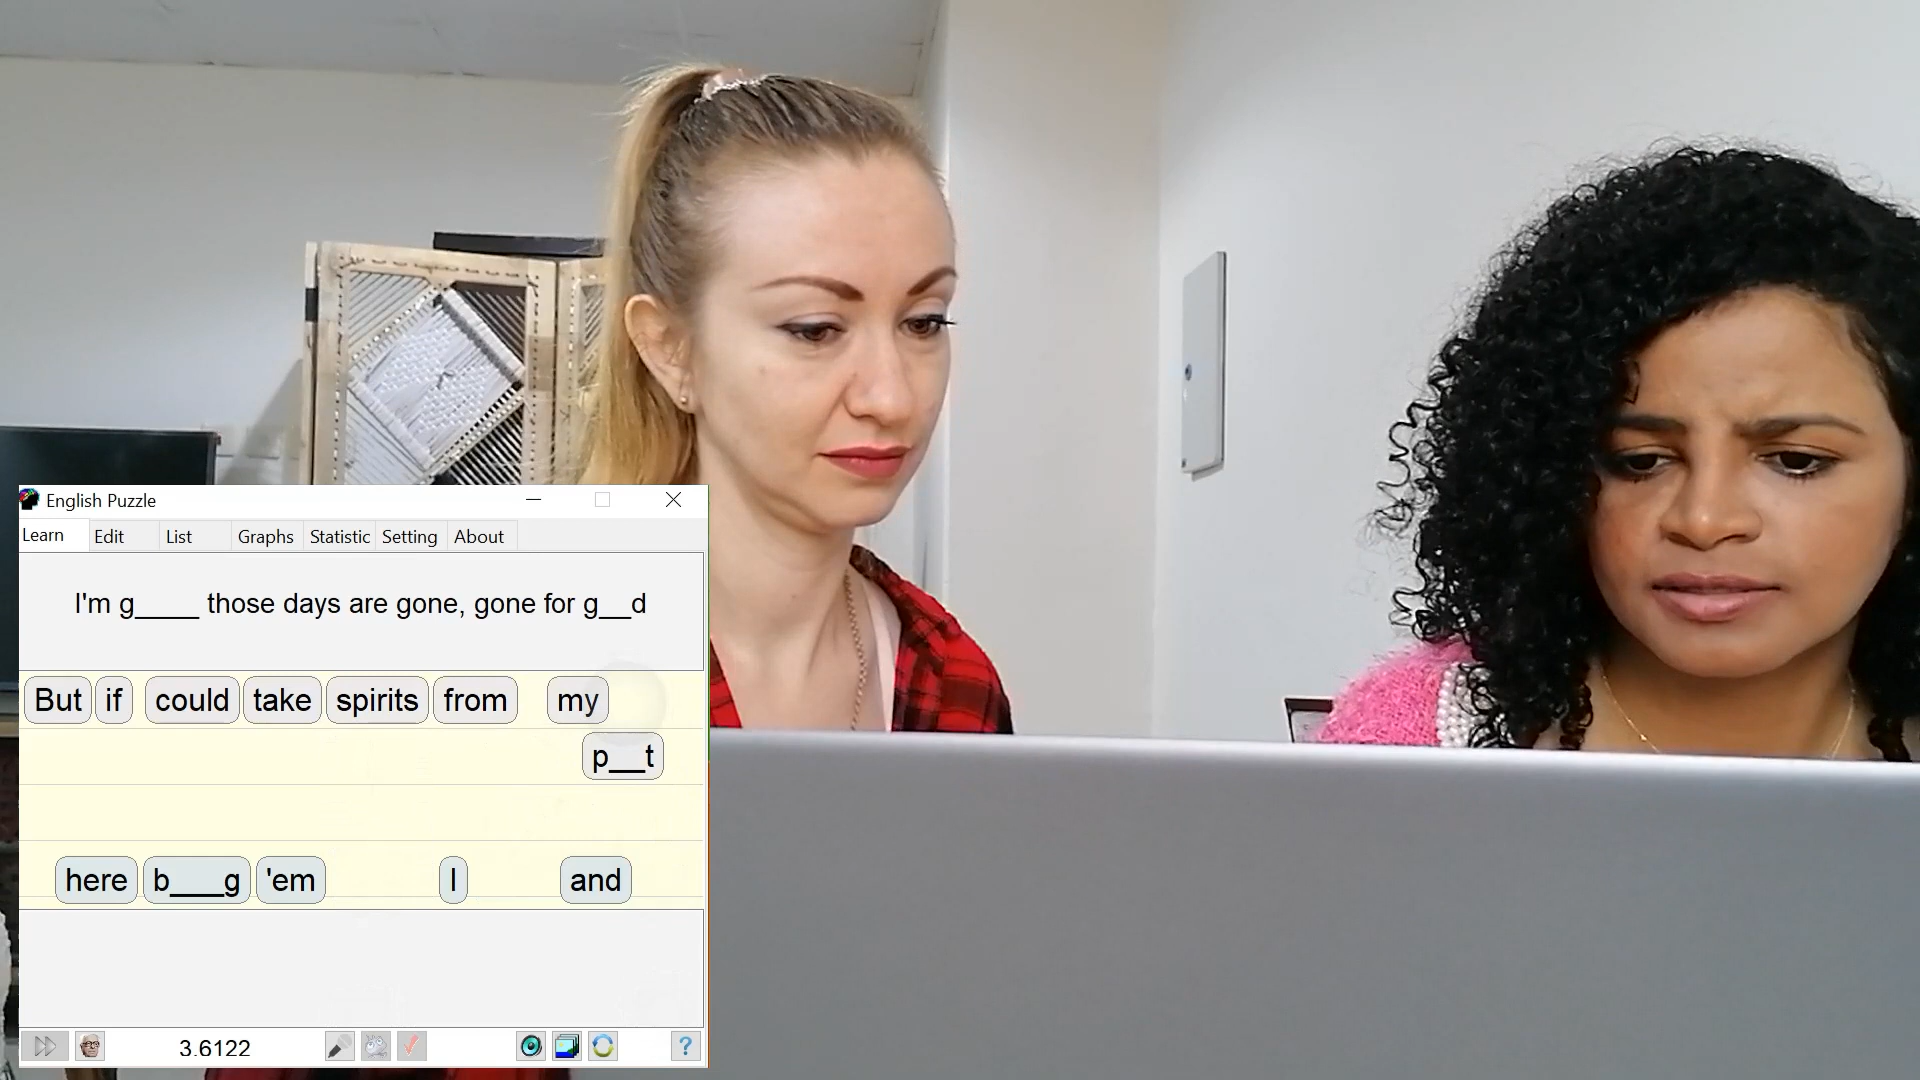 English Puzzle
Learn Edit List Graphs Statistic Setting About
I'm g____ those days are gone, gone for g__d
But if could take spirits from my
p__t
here b___g 'em I and
3.6122
?